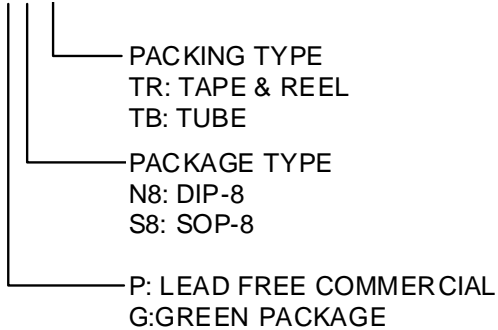 PACKING TYPE
TR: TAPE & REEL
TB: TUBE
PACKAGE TYPE
N8: DIP-8
S8: SOP-8
P: LEAD FREE COMMERCIAL
G:GREEN PACKAGE